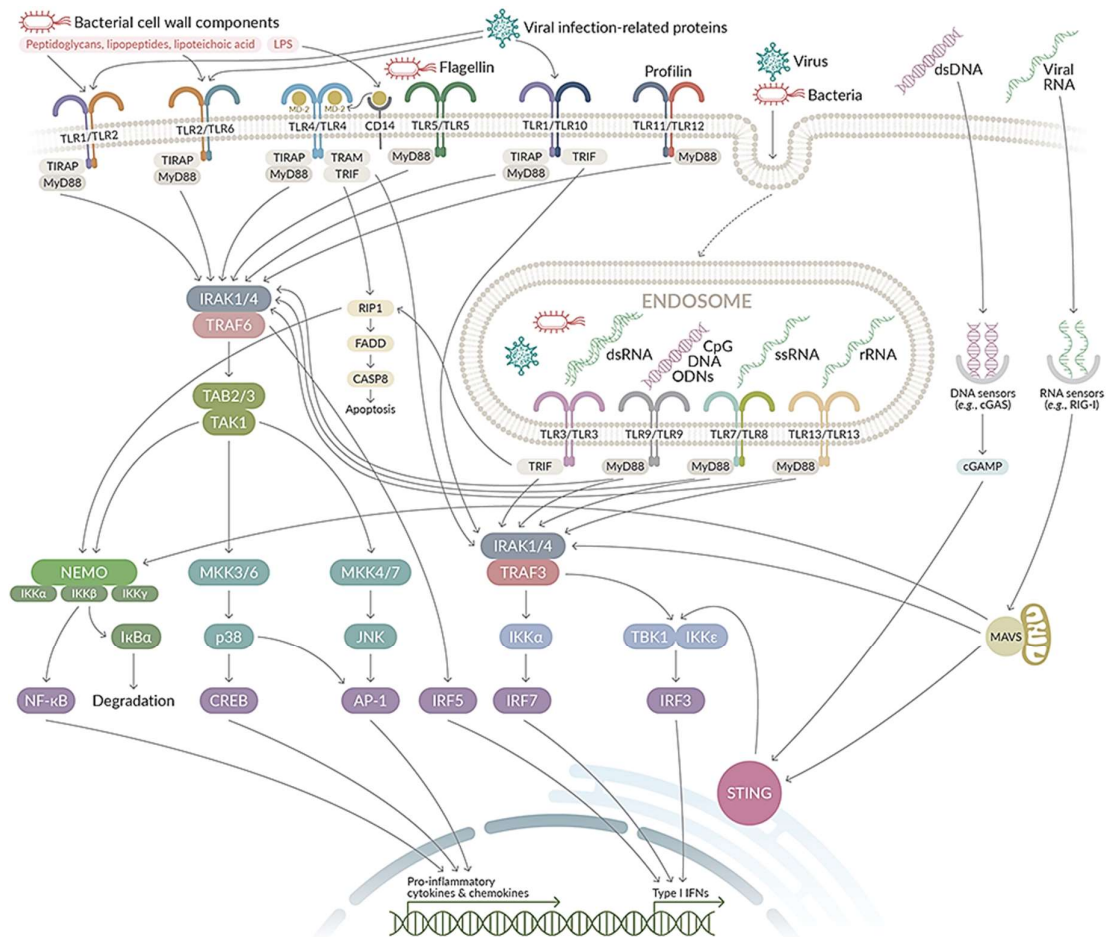 Bacterial cell wall components
Peptidoglycans, lipopeptides, lipoteichoic acid
LPS
Viral infection-related proteins
Flagellin
Profilin
Virus
Bacteria
dsDNA
Viral
RNA
MD-2
MD-2
TLR1/TLR2
TLR2/TLR6
TLR4/TLR4
CD14
TLR5/TLR5
TLR1/TLR10
TLR11/TLR12
TIRAP
MyD88
TIRAP
MyD88
TIRAP
MyD88
TRAM
TRIF
MyD88
TIRAP
MyD88
TRIF
MyD88
IRAK1/4
TRAF6
RIP1
FADD
CASP8
Apoptosis
TAB2/3
TAK1
ENDOSOME
dsRNA
CpG
DNA
ODNs
ssRNA
rRNA
TLR3/TLR3
TLR9/TLR9
TLR7/TLR8
TLR13/TLR13
TRIF
MyD88
MyD88
MyD88
DNA sensors
(e.g., cGAS)
RNA sensors
(e.g., RIG-I)
cGAMP
IRAK1/4
TRAF3
NEMO
IKKα
IKKβ
IKKγ
MKK3/6
MKK4/7
IκBα
p38
JNK
IKKα
TBK1
IKKε
MAVS
NF-κB
Degradation
CREB
AP-1
IRF5
IRF7
IRF3
STING
Pro-inflammatory
cytokines & chemokines
Type I IFNs